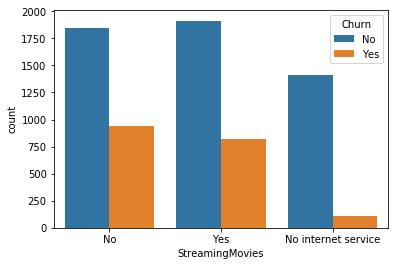 2000
1750
1500
1250
1000
750
500
250
0
count
Churn
No
Yes
No
Yes
No internet service
StreamingMovies